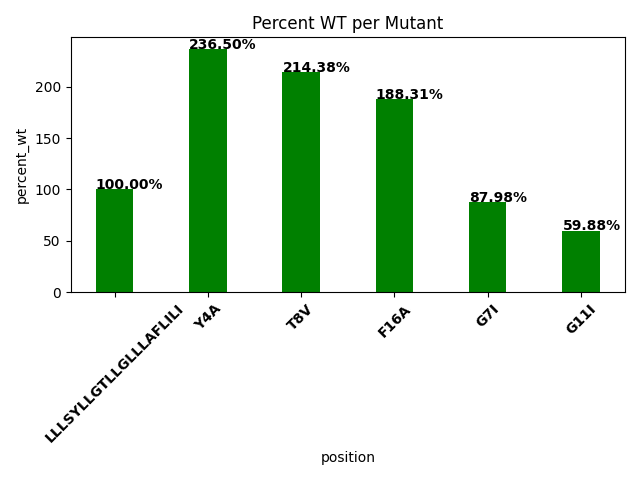 Percent WT per Mutant
236.50%
214.38%
188.31%
100.00%
87.98%
59.88%
percent_wt
200
150
100
50
0
LLLSYLLGTLLGLLLAFLILI
Y4A
T8V
F16A
G7I
G11I
position